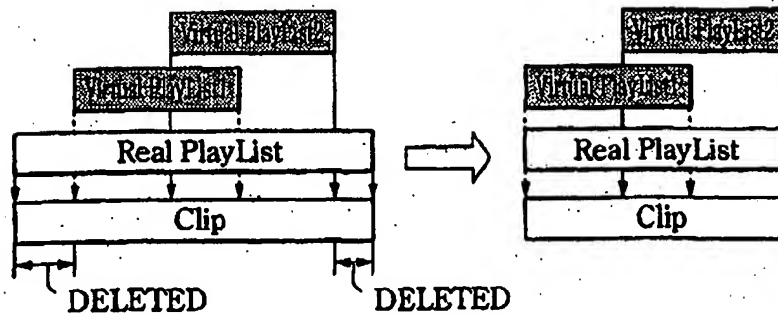 Virtual PlayList2
Virtual PlayList1
Real PlayList
Clip
DELETED
DELETED
Virtual PlayList2
Virtual PlayList1
Real PlayList
Clip